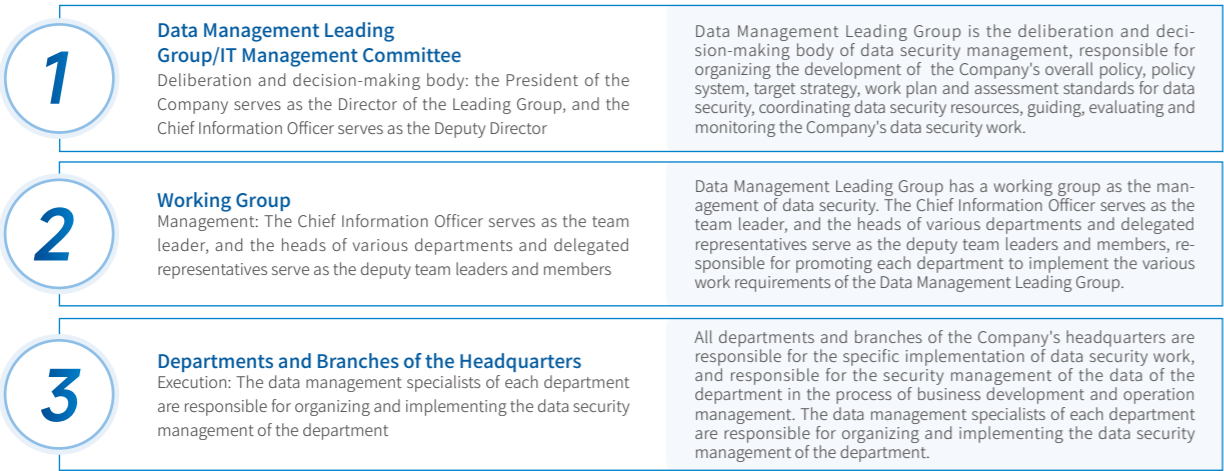 1
Data Management Leading
Group/IT Management Committee
Deliberation and decision-making body: the President of the
Company serves as the Director of the Leading Group, and the
Chief Information Officer serves as the Deputy Director
Data Management Leading Group is the deliberation and deci-
sion-making body of data security management, responsible for
organizing the development of the Company's overall policy, policy
system, target strategy, work plan and assessment standards for data
security, coordinating data security resources, guiding, evaluating and
monitoring the Company's data security work.
2
Working Group
Management: The Chief Information Officer serves as the team
leader, and the heads of various departments and delegated
representatives serve as the deputy team leaders and members
Data Management Leading Group has a working group as the man-
agement of data security. The Chief Information Officer serves as the
team leader, and the heads of various departments and delegated
representatives serve as the deputy team leaders and members, re-
sponsible for promoting each department to implement the various
work requirements of the Data Management Leading Group.
3
Departments and Branches of the Headquarters
Execution: The data management specialists of each department
are responsible for organizing and implementing the data security
management of the department
All departments and branches of the Company's headquarters are
responsible for the specific implementation of data security work,
and responsible for the security management of the data of the
department in the process of business development and operation
management. The data management specialists of each department
are responsible for organizing and implementing the data security
management of the department.